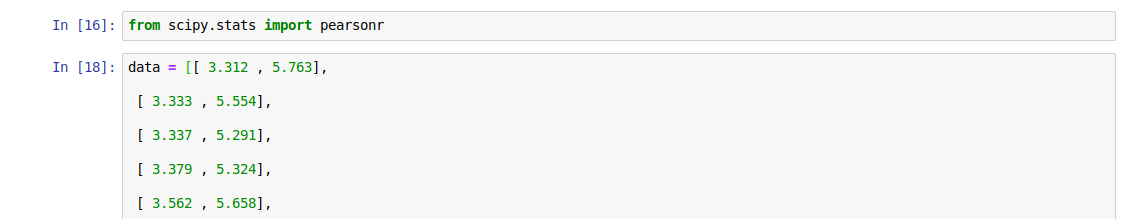 In [16]: from scipy.stats import pearsonr
In [18]: data = [[ 3.312 , 5.763],
[ 3.333 , 5.554],
[ 3.337 , 5.291],
[ 3.379 , 5.324],
[ 3.562 , 5.658],